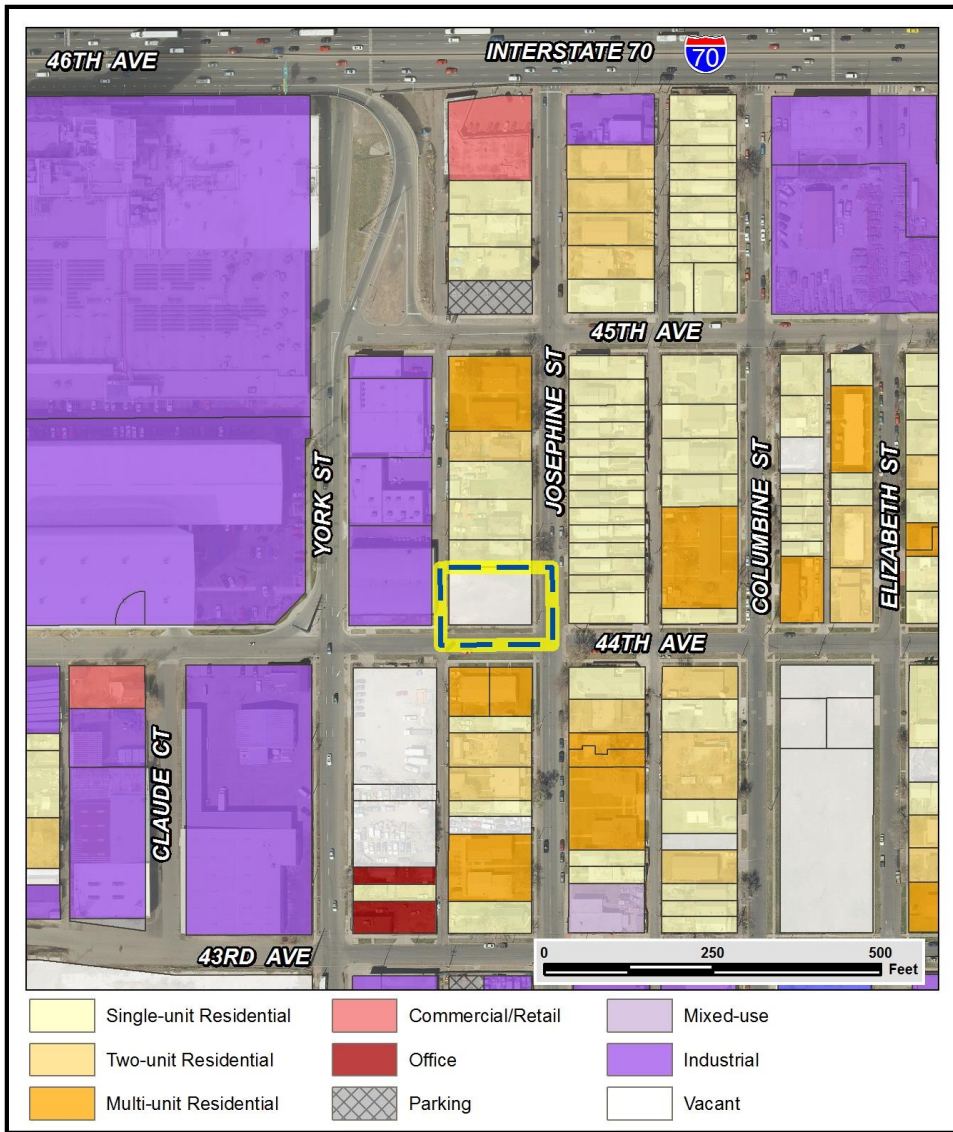 46TH AVE
INTERSTATE 70
70
45TH AVE
JOSEPHINE ST
YORK ST
COLUMBINE ST
ELIZABETH ST
44TH AVE
CLAUDE CT
43RD AVE
0 250 500
Feet
Single-unit Residential
Commercial/Retail
Mixed-use
Two-unit Residential
Office
Industrial
Multi-unit Residential
Parking
Vacant